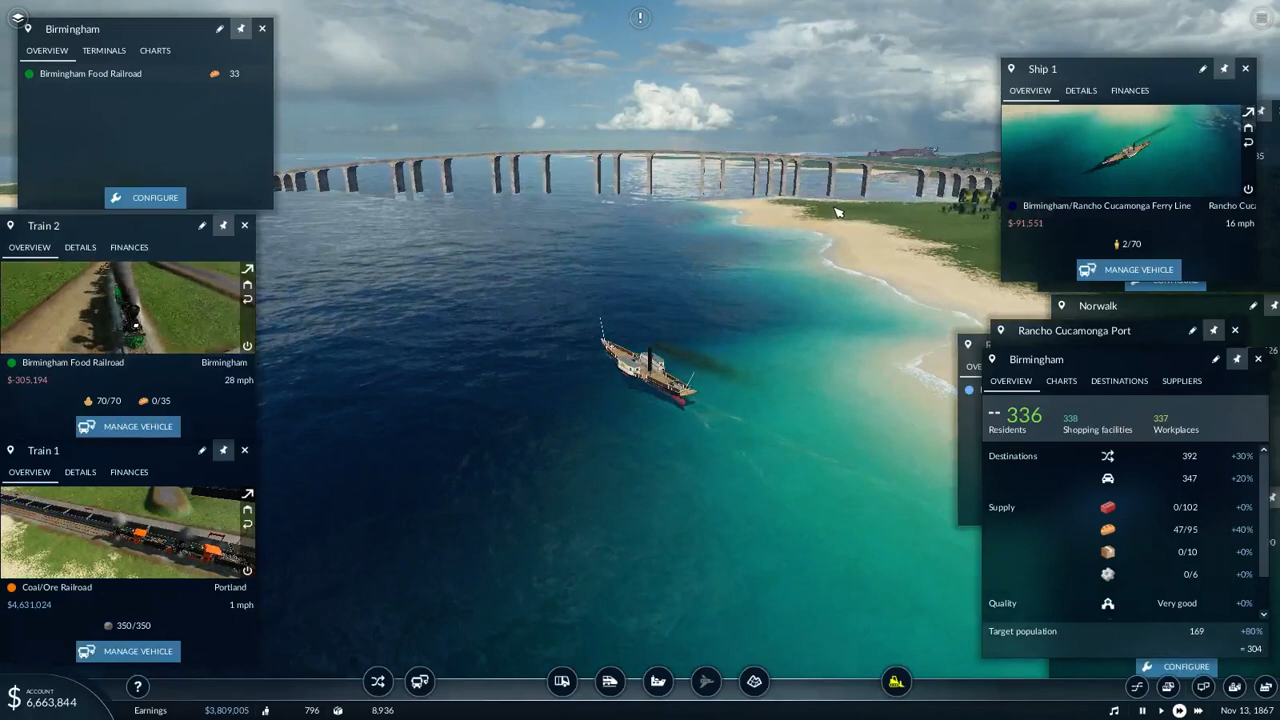 Birmingham
OVERVIEW TERMINALS CHARTS
Birmingham Food Railroad 33
CONFIGURE
Train 2
OVERVIEW DETAILS FINANCES
Birmingham Food Railroad Birmingham
$-305,194 28 mph
70/70 0/35
MANAGE VEHICLE
Train 1
OVERVIEW DETAILS FINANCES
Coal/Ore Railroad Portland
$4,631,024 1 mph
350/350
MANAGE VEHICLE
!
Ship 1
OVERVIEW DETAILS FINANCES
Birmingham/Rancho Cucamonga Ferry Line Rancho Cuca
$-91,551 16 mph
2/70
MANAGE VEHICLE
Norwalk
Rancho Cucamonga Port
Birmingham
OVERVIEW CHARTS DESTINATIONS SUPPLIERS
-- 336 338 337
Residents Shopping facilities Workplaces
Destinations 392 +30%
347 +20%
Supply 0/102 +0%
47/95 +40%
0/10 +0%
0/6 +0%
Quality Very good +0%
Target population 169 +80%
= 304
CONFIGURE
$ ACCOUNT
6,663,844
?
Earnings $3,809,005 796 8,936
Nov 13, 1867